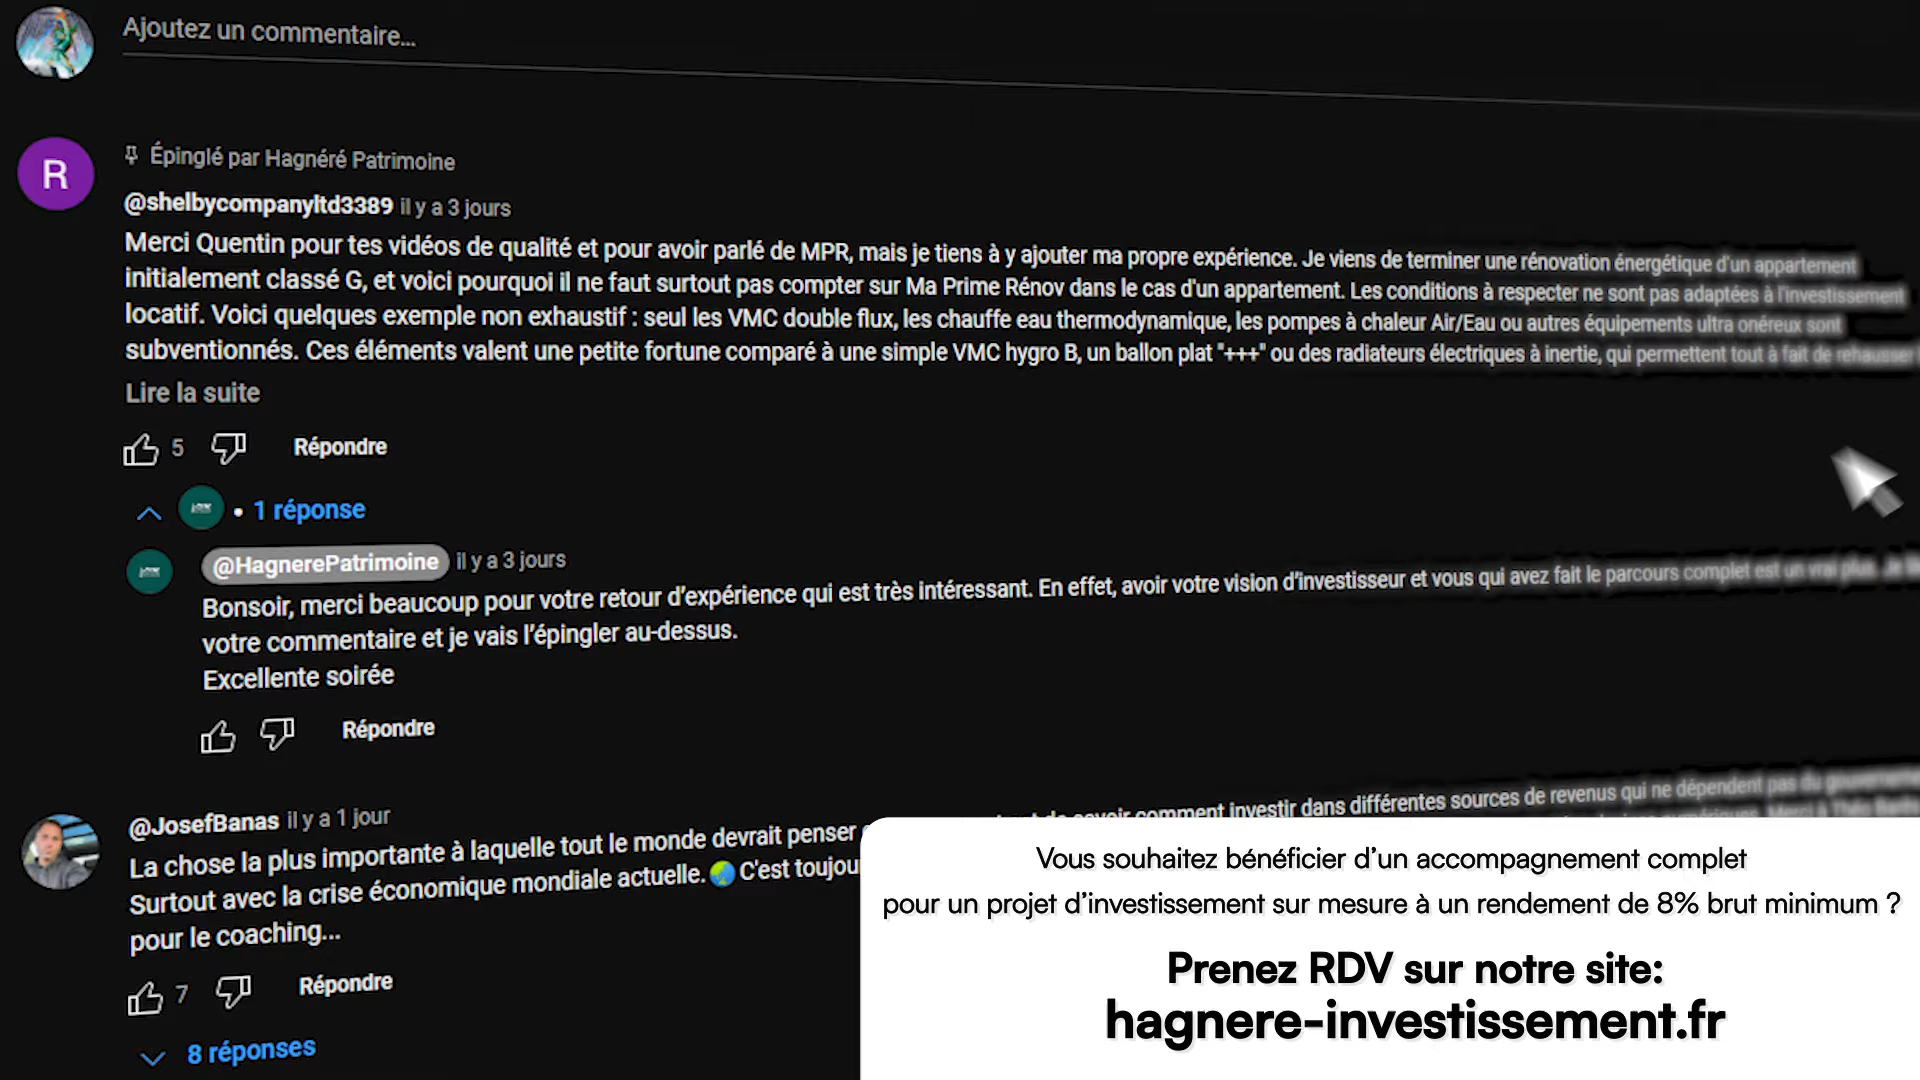 Ajoutez un commentaire...
R
Épinglé par Hagnéré Patrimoine
@shelbycompanyltd3389 il y a 3 jours
Merci Quentin pour tes vidéos de qualité et pour avoir parlé de MPR, mais je tiens à y ajouter ma propre expérience. Je viens de terminer une rénovation énergétique d'un appartement
initialement classé G, et voici pourquoi il ne faut surtout pas compter sur Ma Prime Rénov dans le cas d'un appartement. Les conditions à respecter ne sont pas adaptées à l'investissement
locatif. Voici quelques exemple non exhaustif : seul les VMC double flux, les chauffe eau thermodynamique, les pompes à chaleur Air/Eau ou autres équipements ultra onéreux sont
subventionnés. Ces éléments valent une petite fortune comparé à une simple VMC hygro B, un ballon plat "+++" ou des radiateurs électriques à inertie, qui permettent tout à fait de rehausser
Lire la suite
5
Répondre
• 1 réponse
@HagnerePatrimoine il y a 3 jours
Bonsoir, merci beaucoup pour votre retour d'expérience qui est très intéressant. En effet, avoir votre vision d'investisseur et vous qui avez fait le parcours complet est un vrai plus. Je
votre commentaire et je vais l'épingler au-dessus.
Excellente soirée
Répondre
@JosefBanas il y a 1 jour
La chose la plus importante à laquelle tout le monde devrait penser de savoir comment investir dans différentes sources de revenus qui ne dépendent pas du
Surtout avec la crise économique mondiale actuelle. C'est toujou
pour le coaching...
7
Répondre
8 réponses
Vous souhaitez bénéficier d'un accompagnement complet
pour un projet d'investissement sur mesure à un rendement de 8% brut minimum ?
Prenez RDV sur notre site:
hagnere-investissement.fr